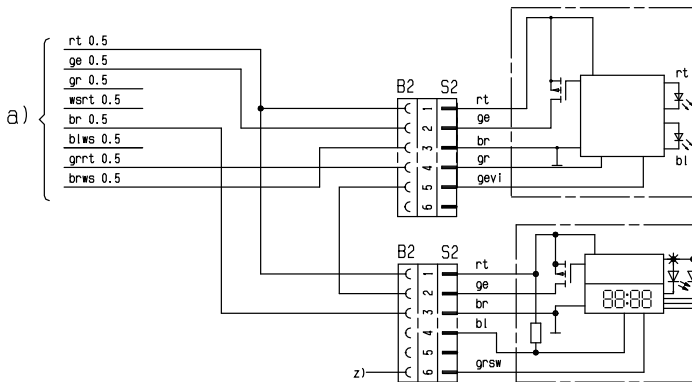 a)
rt 0.5
ge 0.5
gr 0.5
wsrt 0.5
br 0.5
blws 0.5
grrt 0.5
brws 0.5
B2 S2
1 rt
2 ge
3 br
4 gr
5 gevi
6
rt
bl
B2 S2
1 rt
2 ge
3 br
4 bl
5
z) 6 grsw
88:88